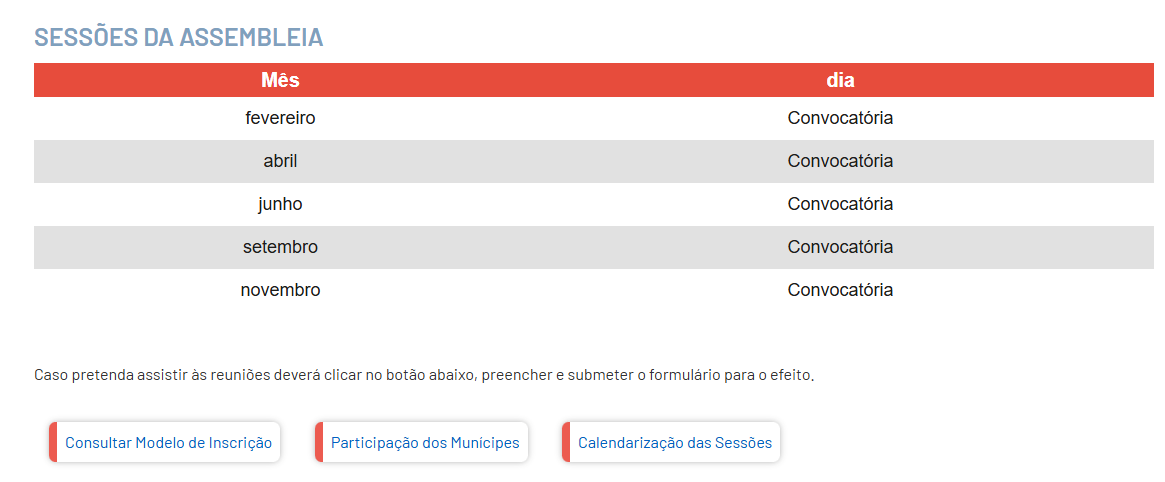 SESSÕES DA ASSEMBLEIA
Mês dia
fevereiro Convocatória
abril Convocatória
junho Convocatória
setembro Convocatória
novembro Convocatória
Caso pretenda assistir às reuniões deverá clicar no botão abaixo, preencher e submeter o formulário para o efeito.
Consultar Modelo de Inscrição Participação dos Munícipes Calendarização das Sessões